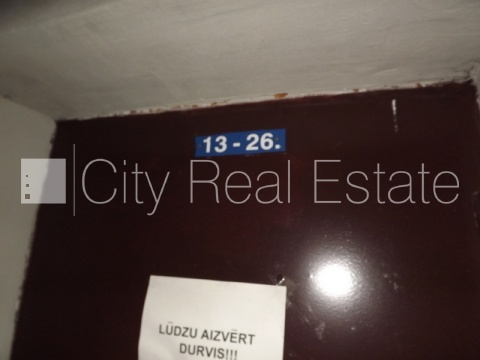 13 - 26.
City Real Estate
LŪDZU AIZVĒRT
DURVIS!!!